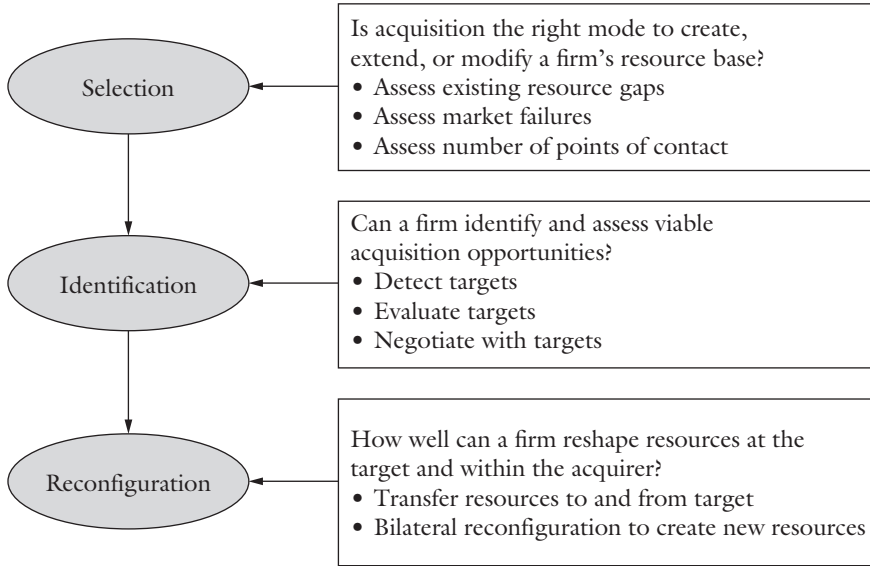 Selection
Is acquisition the right mode to create,
extend, or modify a firm’s resource base?
• Assess existing resource gaps
• Assess market failures
• Assess number of points of contact
Identification
Can a firm identify and assess viable
acquisition opportunities?
• Detect targets
• Evaluate targets
• Negotiate with targets
Reconfiguration
How well can a firm reshape resources at the
target and within the acquirer?
• Transfer resources to and from target
• Bilateral reconfiguration to create new resources